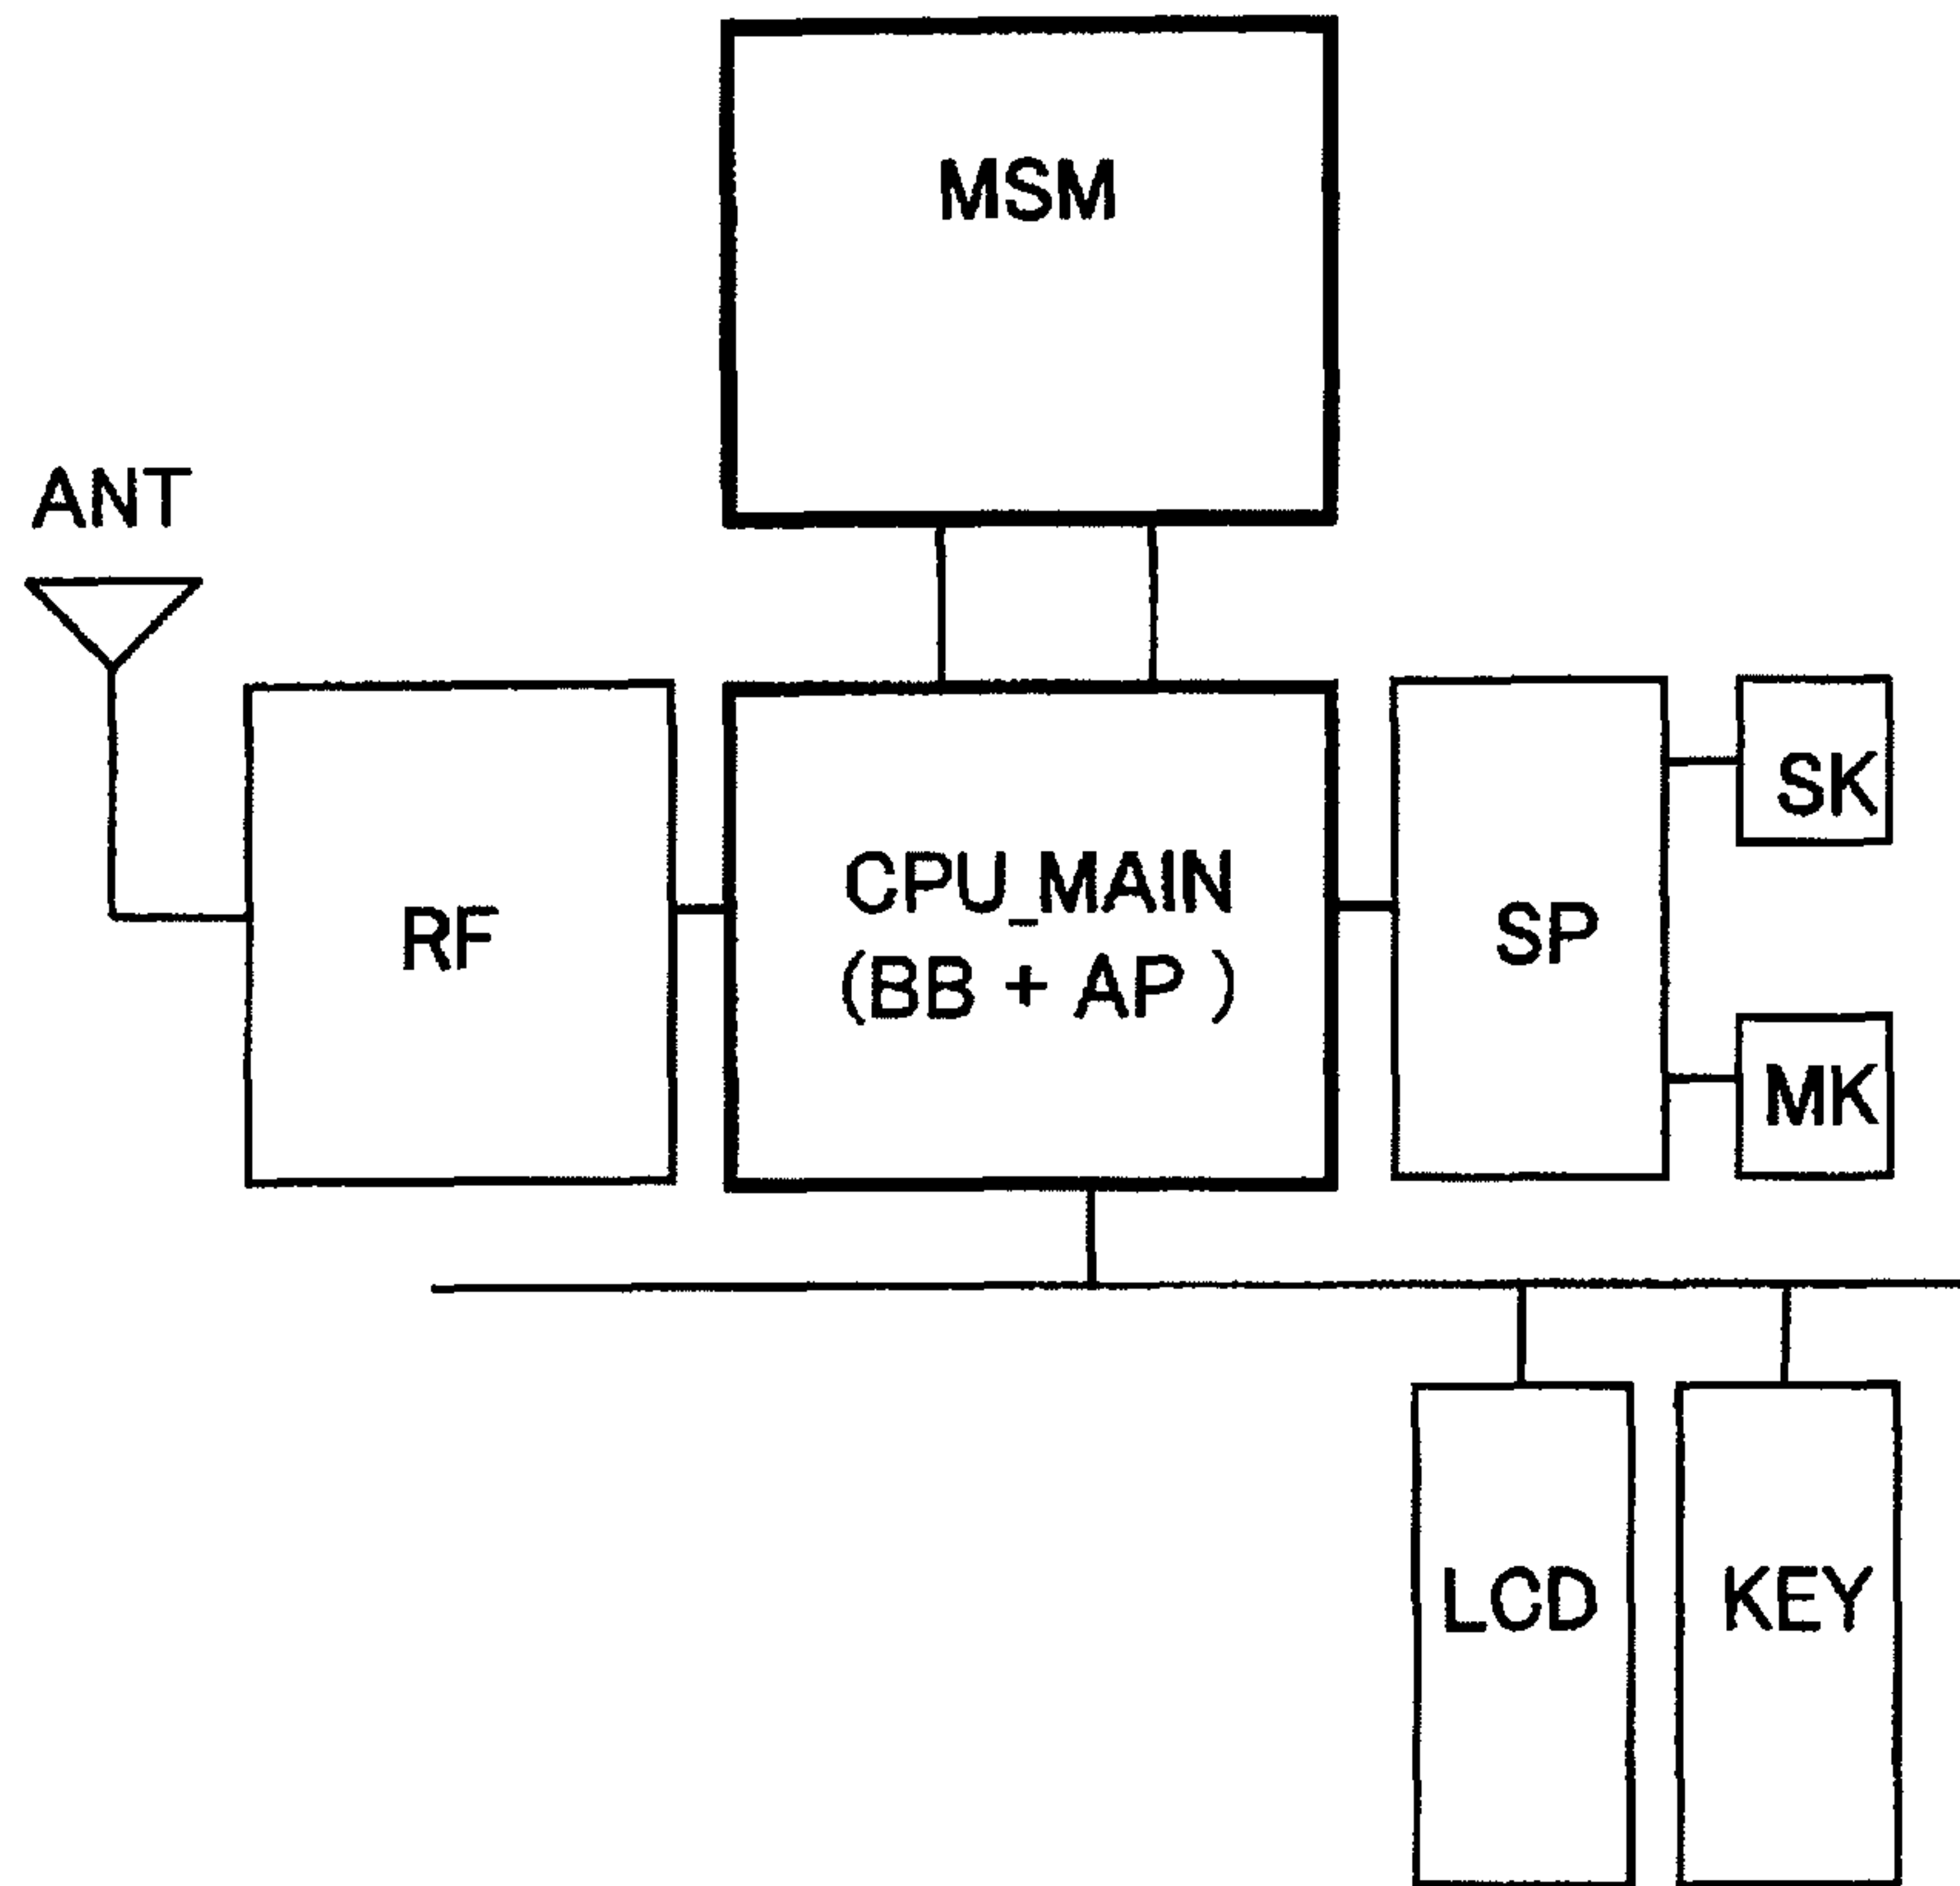 MSM
ANT
RF
CPU_MAIN
(BB + AP )
SP
SK
MK
LCD
KEY